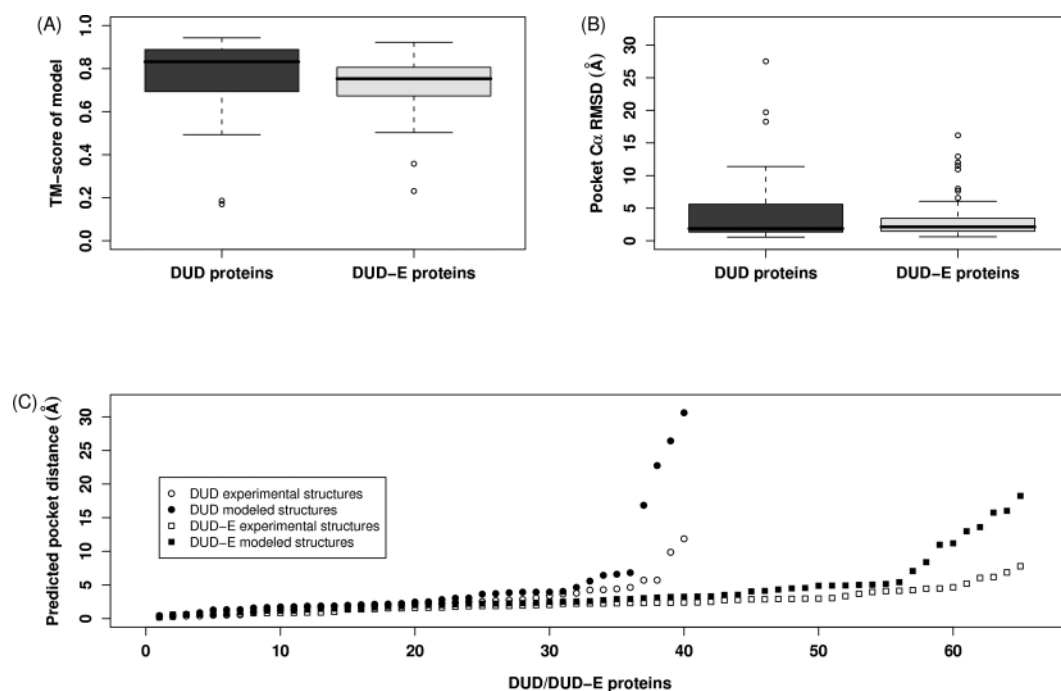 (A)
TM−score of model
1.0
0.8
0.6
0.4
0.2
0.0
DUD proteins
DUD−E proteins
(B)
Pocket Cα RMSD (Å)
30
25
20
15
10
5
0
DUD proteins
DUD−E proteins
(C)
Predicted pocket distance (Å)
30
25
20
15
10
5
0
DUD experimental structures
DUD modeled structures
DUD−E experimental structures
DUD−E modeled structures
0 10 20 30 40 50 60
DUD/DUD−E proteins